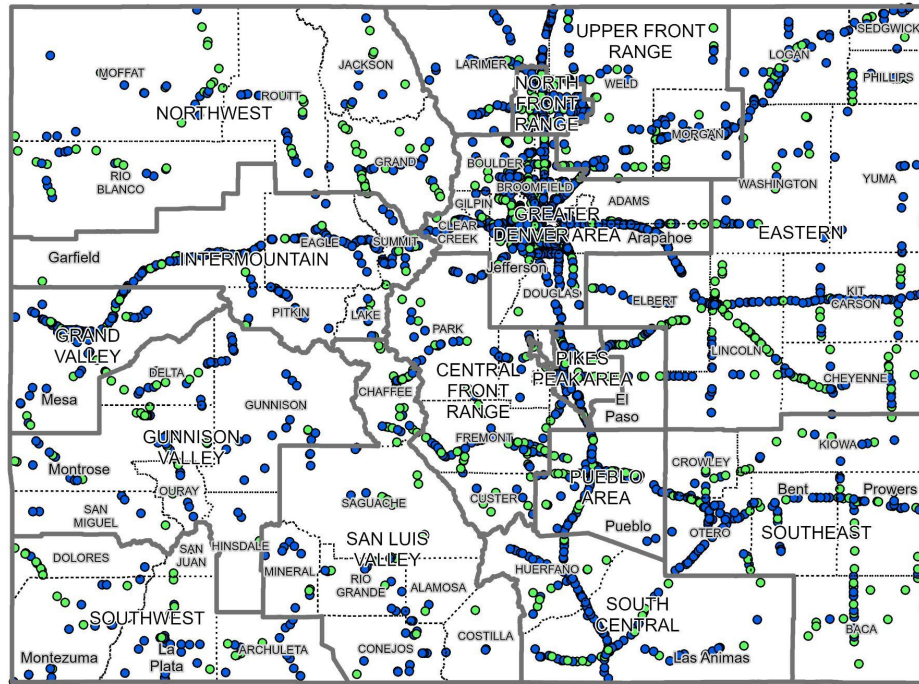 UPPER FRONT
RANGE
SEDGWICK
LOGAN
PHILLIPS
MOFFAT
JACKSON
LARIMER
WELD
NORTH
FRONT
RANGE
ROUTT
NORTHWEST
MORGAN
GRAND
BOULDER
RIO
BLANCO
BROOMFIELD
WASHINGTON
YUMA
GILPIN
ADAMS
GREATER
DENVER AREA
CLEAR
CREEK
Arapahoe
EASTERN
EAGLE
SUMMIT
Garfield
INTERMOUNTAIN
Jefferson
DOUGLAS
ELBERT
KIT
CARSON
PITKIN
LAKE
PARK
GRAND
VALLEY
LINCOLN
PIKES
PEAK AREA
DELTA
CENTRAL
FRONT
RANGE
CHEYENNE
Mesa
CHAFFEE
El
Paso
GUNNISON
GUNNISON
VALLEY
FREMONT
KIOWA
Montrose
CROWLEY
OURAY
PUEBLO
AREA
Bent
Prowers
SAGUACHE
CUSTER
SAN
MIGUEL
Pueblo
OTERO
SOUTHEAST
SAN LUIS
VALLEY
DOLORES
SAN
JUAN
HINSDALE
MINERAL
HUERFANO
RIO
GRANDE
ALAMOSA
SOUTH
CENTRAL
SOUTHWEST
BACA
COSTILLA
La
Plata
ARCHULETA
CONEJOS
Montezuma
Las Animas